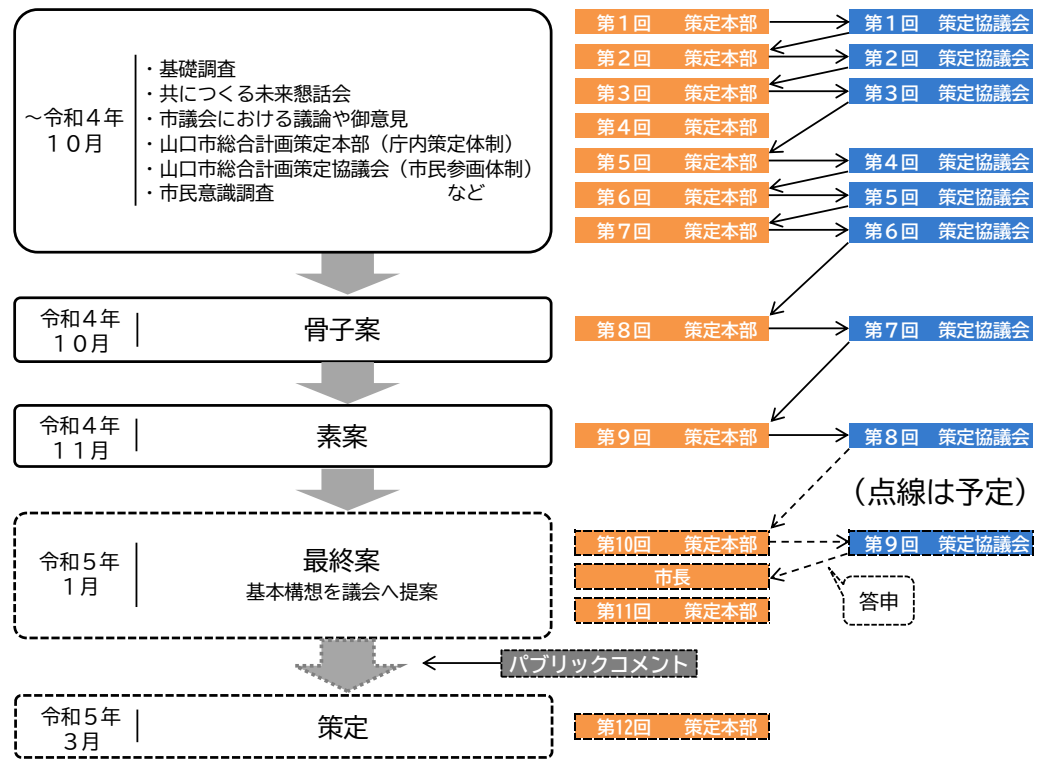 ～令和４年
１０月
・基礎調査
・共につくる未来懇話会
・市議会における議論や御意見
・山口市総合計画策定本部（庁内策定体制）
・山口市総合計画策定協議会（市民参画体制）
・市民意識調査　　　　　　　　　など
令和４年
１０月
骨子案
令和４年
１１月
素案
令和５年
１月
最終案
基本構想を議会へ提案
パブリックコメント
令和５年
３月
策定
第１回　策定本部
第１回　策定協議会
第２回　策定本部
第２回　策定協議会
第３回　策定本部
第３回　策定協議会
第４回　策定本部
第５回　策定本部
第４回　策定協議会
第６回　策定本部
第５回　策定協議会
第７回　策定本部
第６回　策定協議会
第８回　策定本部
第７回　策定協議会
第９回　策定本部
第８回　策定協議会
（点線は予定）
第10回　策定本部
第９回　策定協議会
市長
答申
第11回　策定本部
第12回　策定本部